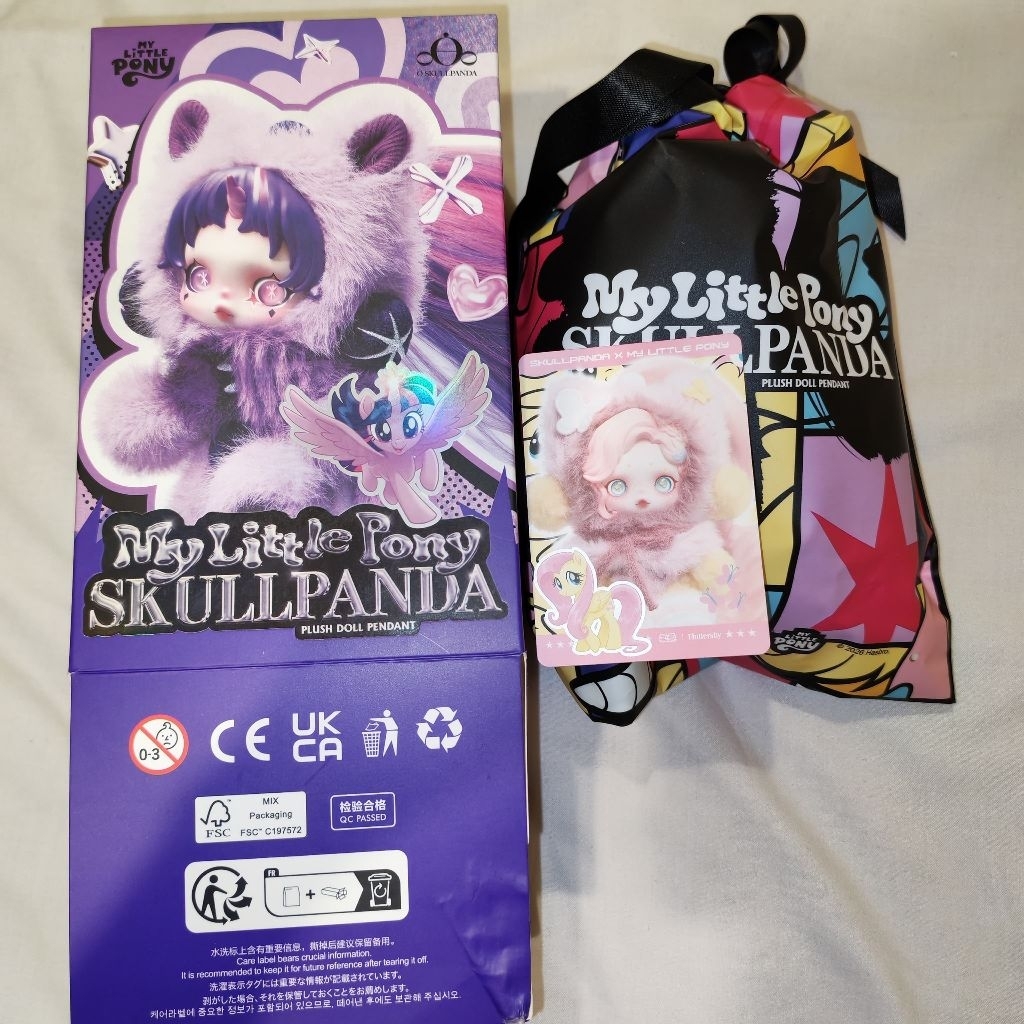 MY
LITTLE
PONY
SKULLPANDA
My Little Pony
SKULLPANDA
PLUSH DOLL PENDANT
0-3
CE
UK
CA
FSC
MIX
Packaging
FSC™ C197572
检验合格
QC PASSED
FR
+
水洗标上含有重要信息，撕掉后建议保留备用。
Care label bears crucial information.
It is recommended to keep it for future reference after tearing it off.
洗濯表示タグには重要な情報が記載されています。
剥がした場合、それを保管しておくことをお薦めします。
케어라벨에 중요한 정보가 포함되어 있으므로, 떼어낸 후에도 보관해 주십시오.
My Little Pony
SKULLPANDA
PLUSH DOLL PENDANT
SKULLPANDA X MY LITTLE PONY
Fluttershy
MY
LITTLE
PONY
© 2026 Hasbro.